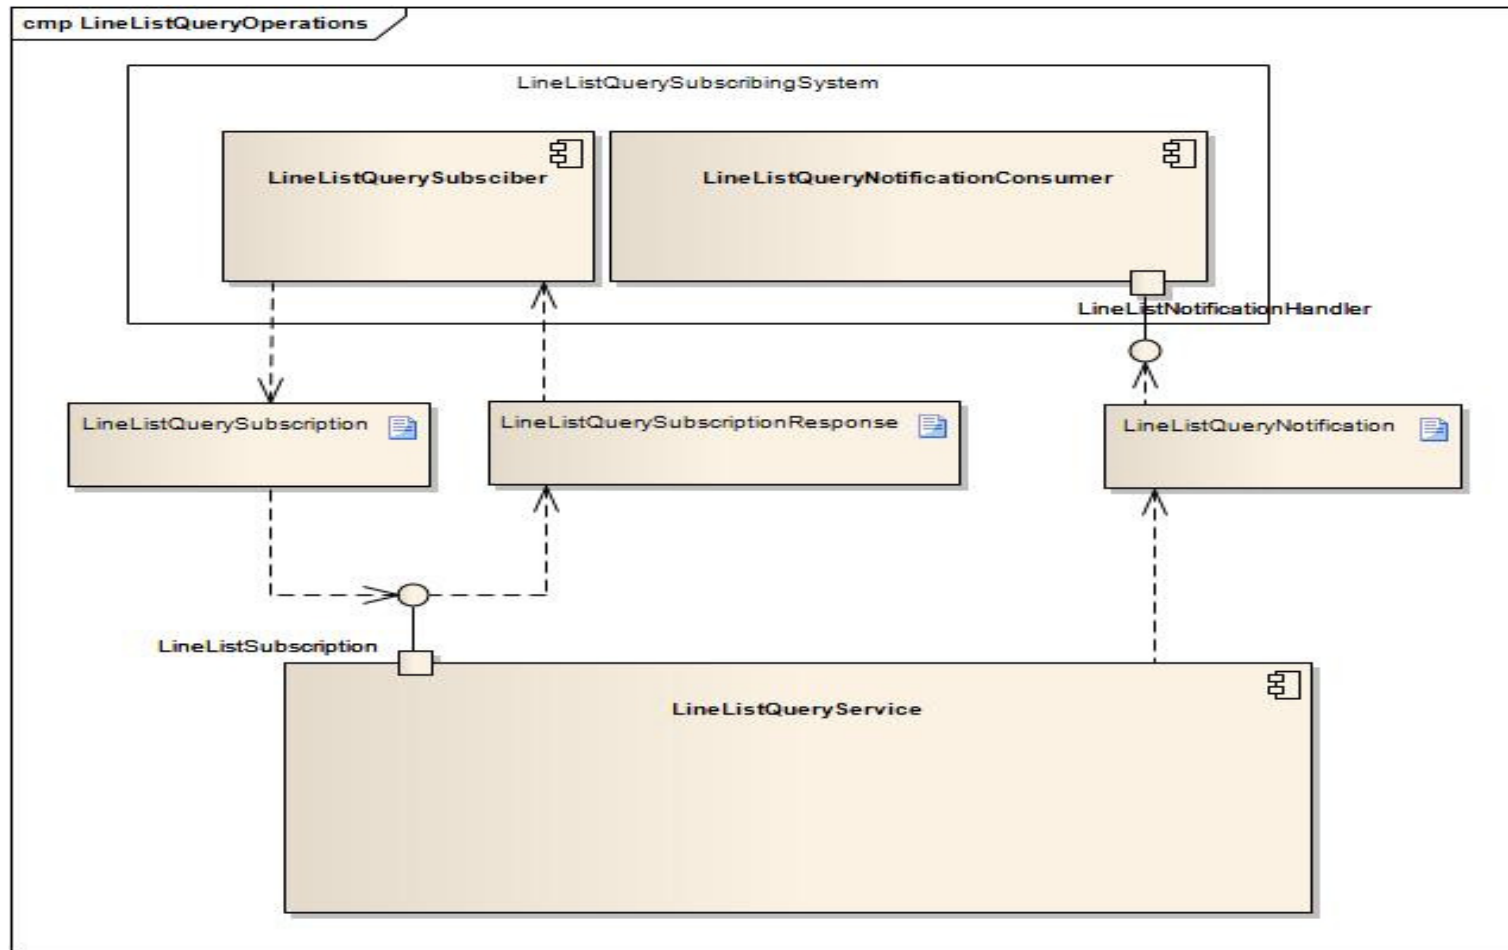 cmp LineListQueryOperations
LineListQuerySubscribingSystem
LineListQuerySubsciber
LineListQueryNotificationConsumer
LineListNotificationHandler
LineListQuerySubscription
LineListQuerySubscriptionResponse
LineListQueryNotification
LineListSubscription
LineListQueryService